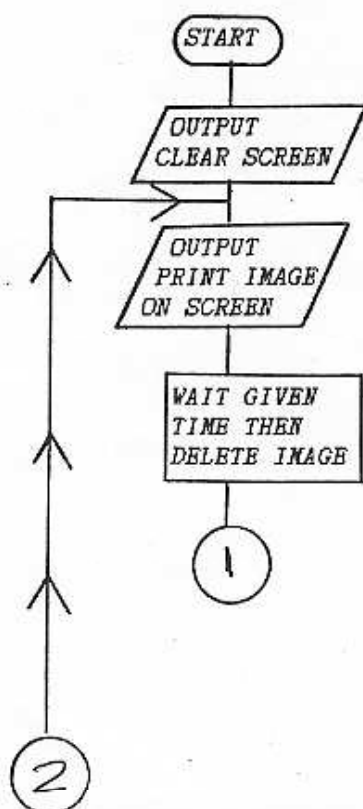 START
OUTPUT
CLEAR SCREEN
OUTPUT
PRINT IMAGE
ON SCREEN
WAIT GIVEN
TIME THEN
DELETE IMAGE
1
2